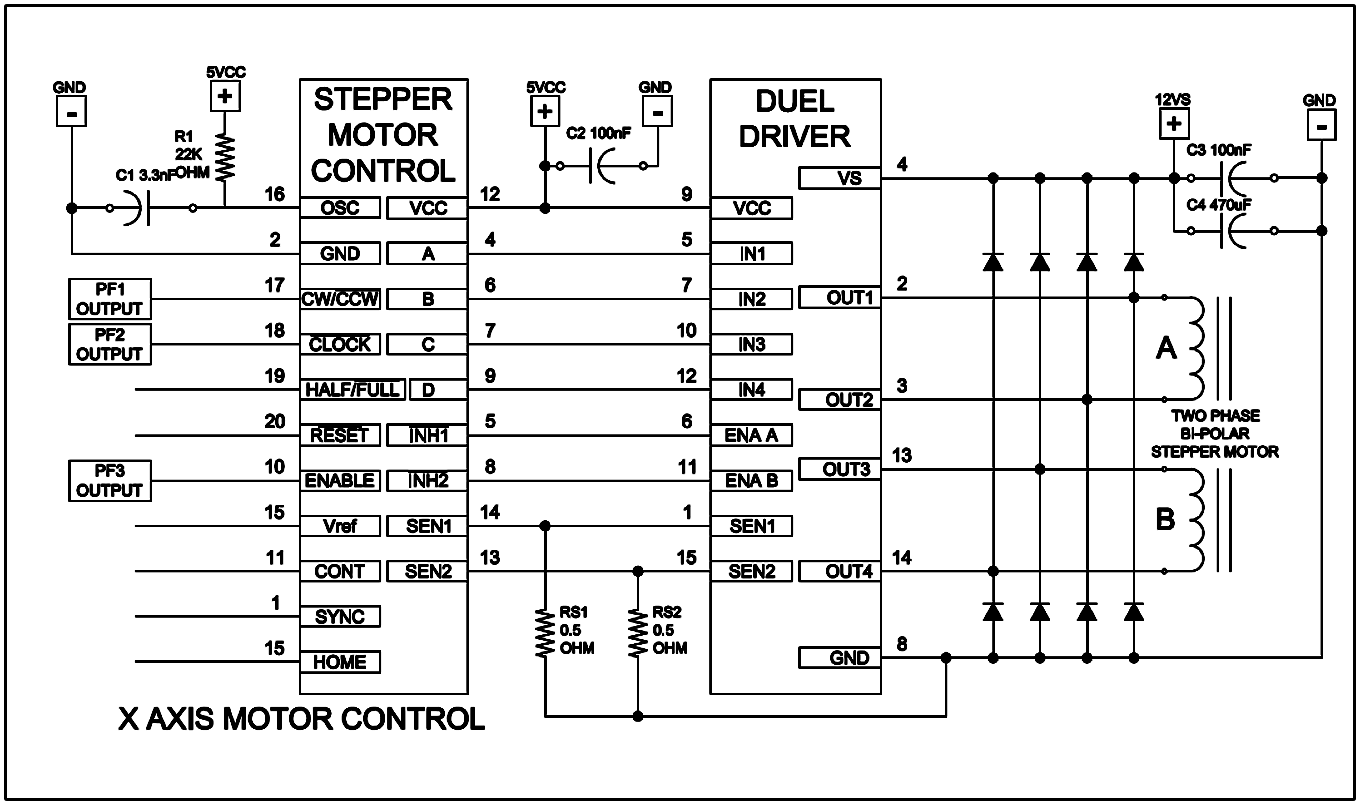 GND
-
5VCC
+
R1
22K
OHM
C1 3.3nF
STEPPER
MOTOR
CONTROL
5VCC
+
GND
-
C2 100nF
DUEL
DRIVER
12VS
+
GND
-
C3 100nF
C4 470uF
16
OSC
VCC
12
9
VCC
VS
4
2
GND
A
4
5
IN1
PF1
OUTPUT
17
CW/CCW
B
6
7
IN2
OUT1
2
PF2
OUTPUT
18
CLOCK
C
7
10
IN3
A
19
HALF/FULL
D
9
12
IN4
OUT2
3
TWO PHASE
BI-POLAR
STEPPER MOTOR
20
RESET
INH1
5
6
ENA A
OUT3
13
PF3
OUTPUT
10
ENABLE
INH2
8
11
ENA B
15
Vref
SEN1
14
1
SEN1
B
11
CONT
SEN2
13
15
SEN2
OUT4
14
1
SYNC
RS1
0.5
OHM
RS2
0.5
OHM
15
HOME
GND
8
X AXIS MOTOR CONTROL